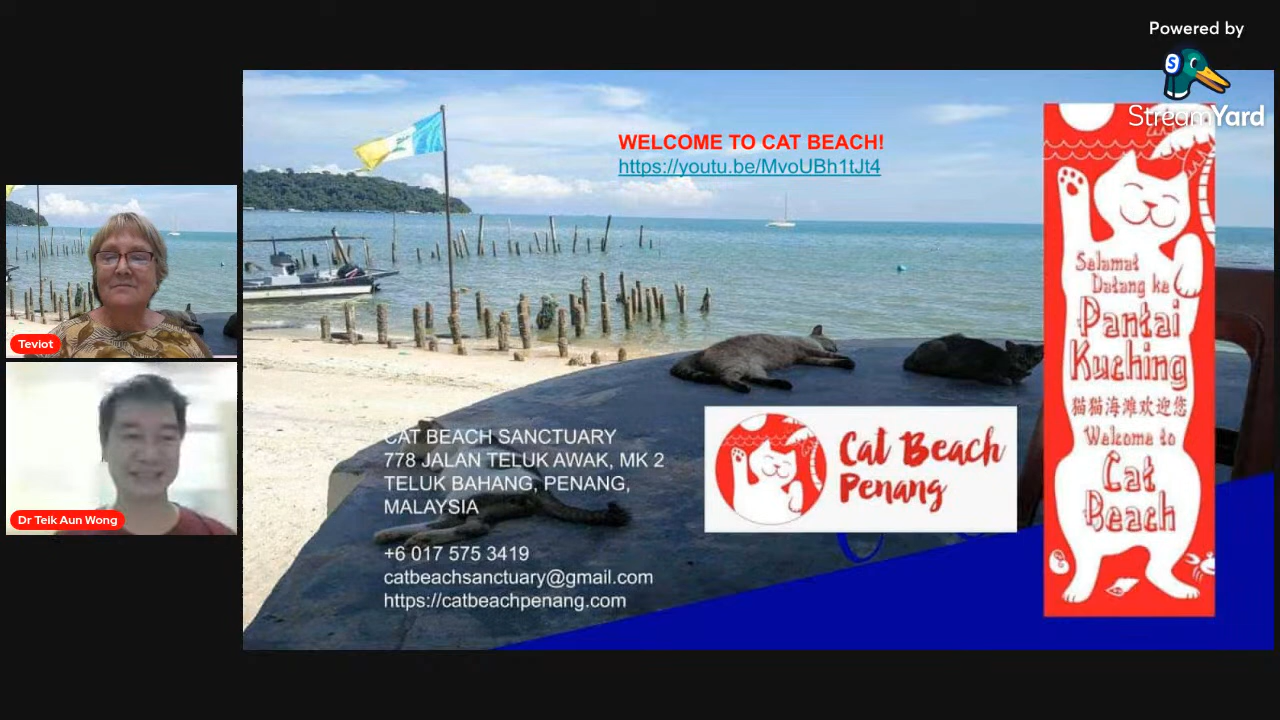 Powered by
StreamYard
WELCOME TO CAT BEACH!
https://youtu.be/MvoUBh1tJt4
Teviot
Dr Teik Aun Wong
CAT BEACH SANCTUARY
778 JALAN TELUK AWAK, MK 2
TELUK BAHANG, PENANG,
MALAYSIA
+6 017 575 3419
catbeachsanctuary@gmail.com
https://catbeachpenang.com
Cat Beach
Penang
Selamat
Datang ke
Pantai
Kuching
猫猫海滩欢迎您
Welcome to
Cat
Beach